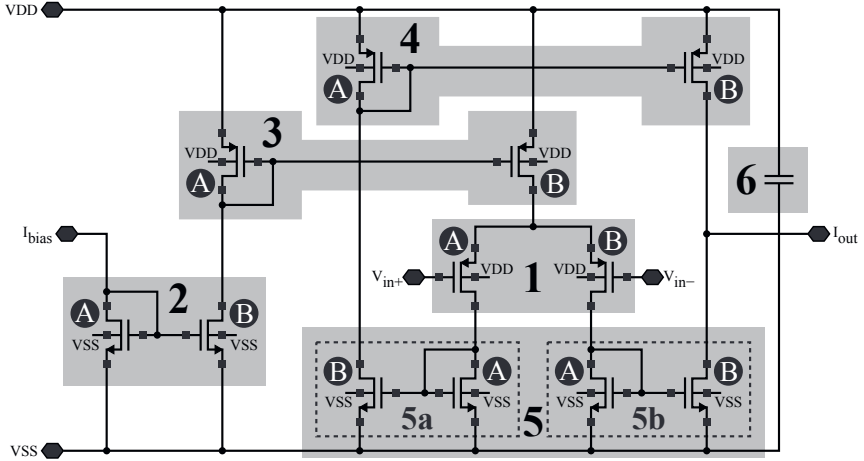 VDD
4
VDD
VDD
A
B
3
VDD
VDD
A
B
6
I_bias
I_out
A
B
V_in+
VDD
1
VDD
V_in−
2
A
B
VSS
VSS
B
A
A
B
VSS
VSS
VSS
VSS
5a
5
5b
VSS